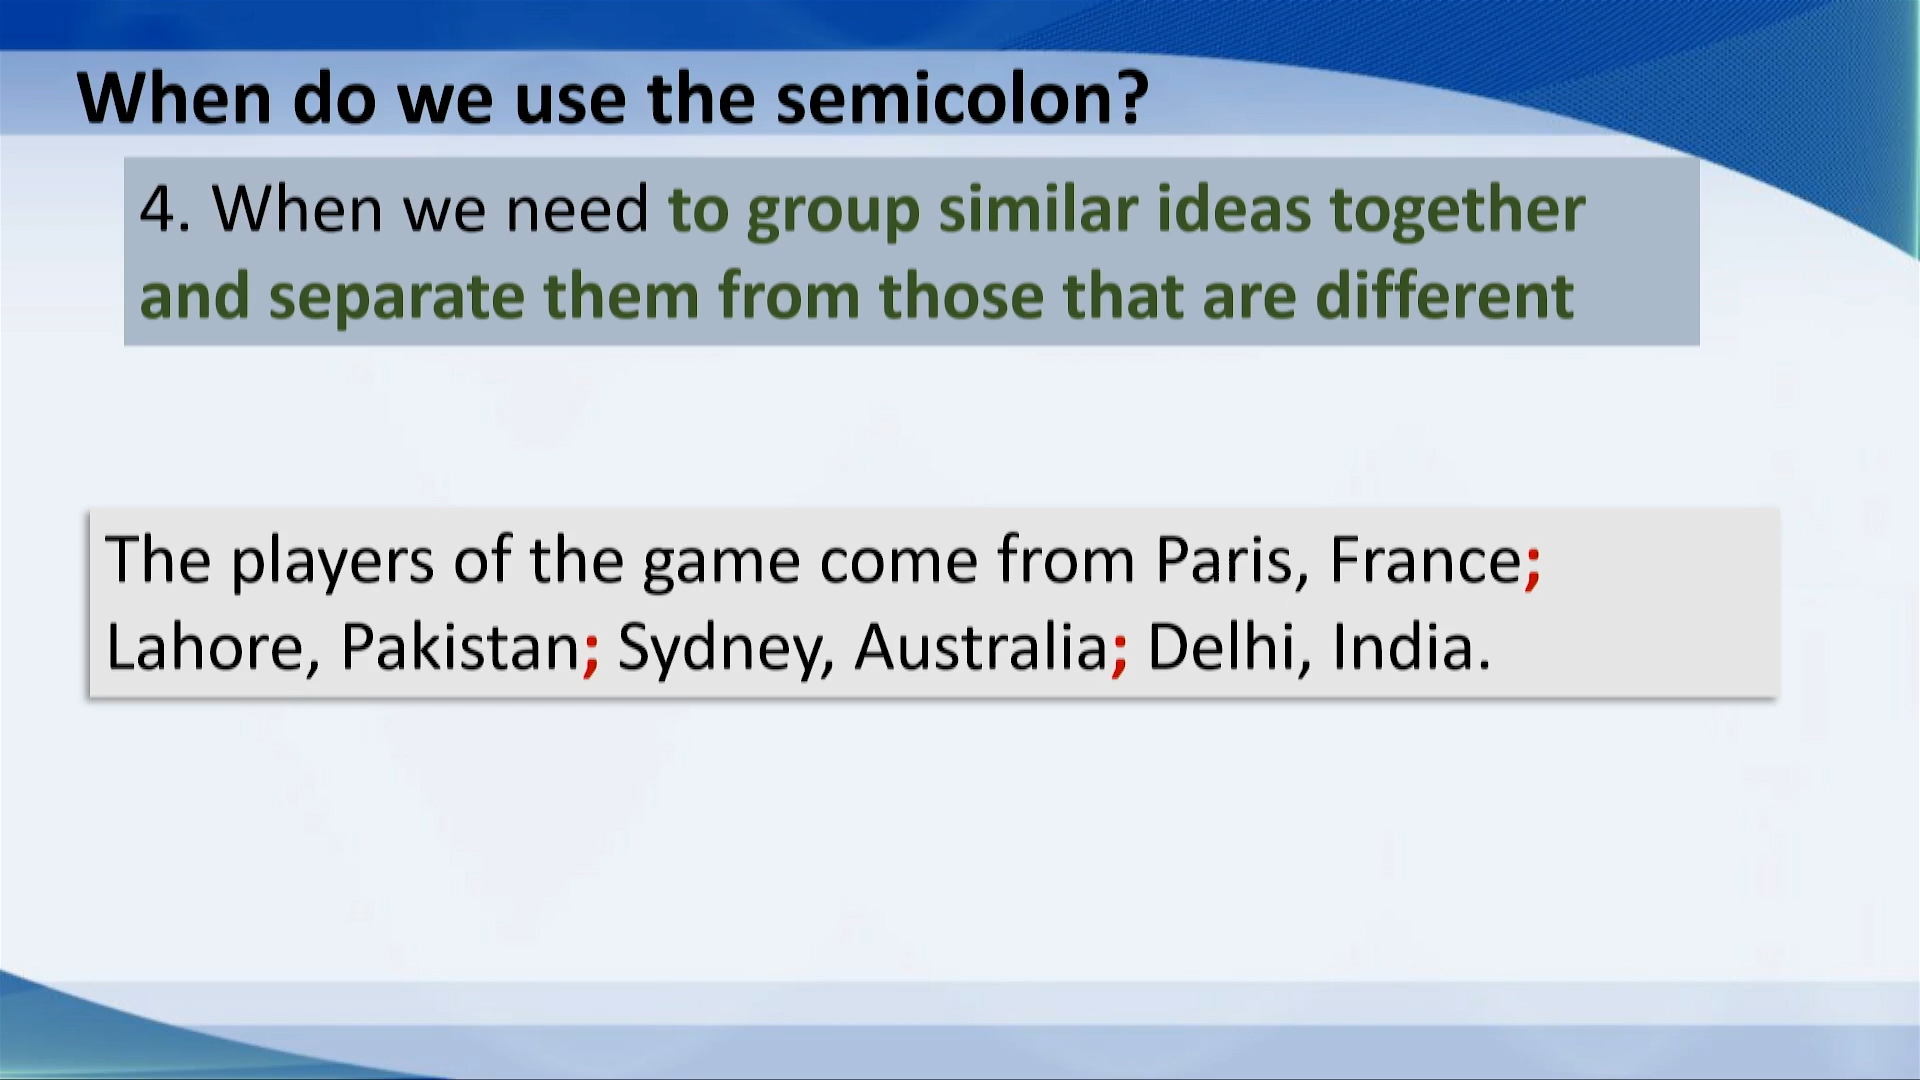 When do we use the semicolon?
4. When we need to group similar ideas together
and separate them from those that are different
The players of the game come from Paris, France;
Lahore, Pakistan; Sydney, Australia; Delhi, India.